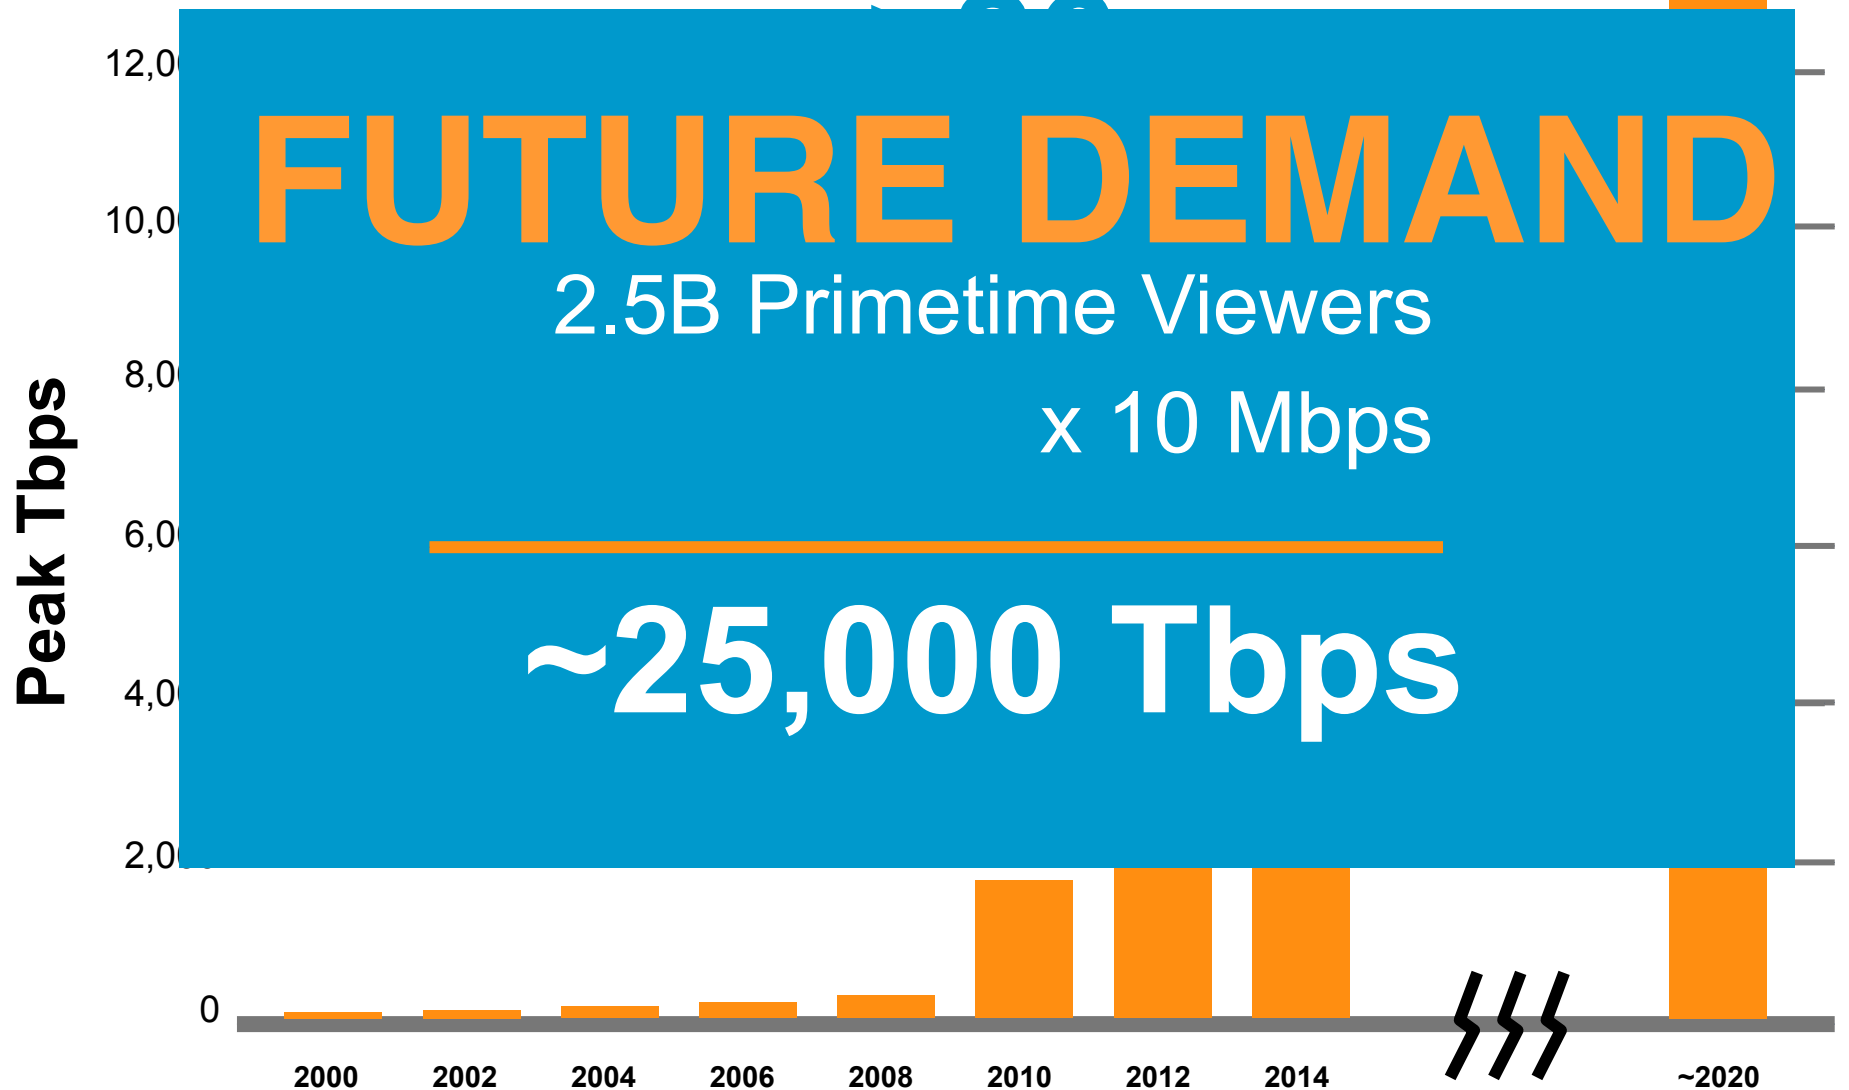 FUTURE DEMAND
2.5B Primetime Viewers
x 10 Mbps
~25,000 Tbps
Peak Tbps
0
2000 2002 2004 2006 2008 2010 2012 2014 ~2020